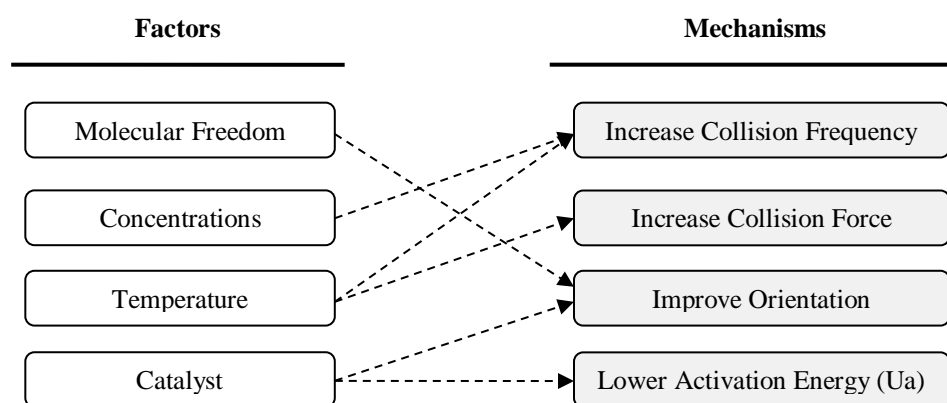 Factors
Mechanisms
Molecular Freedom
Increase Collision Frequency
Concentrations
Increase Collision Force
Temperature
Improve Orientation
Catalyst
Lower Activation Energy (Ua)